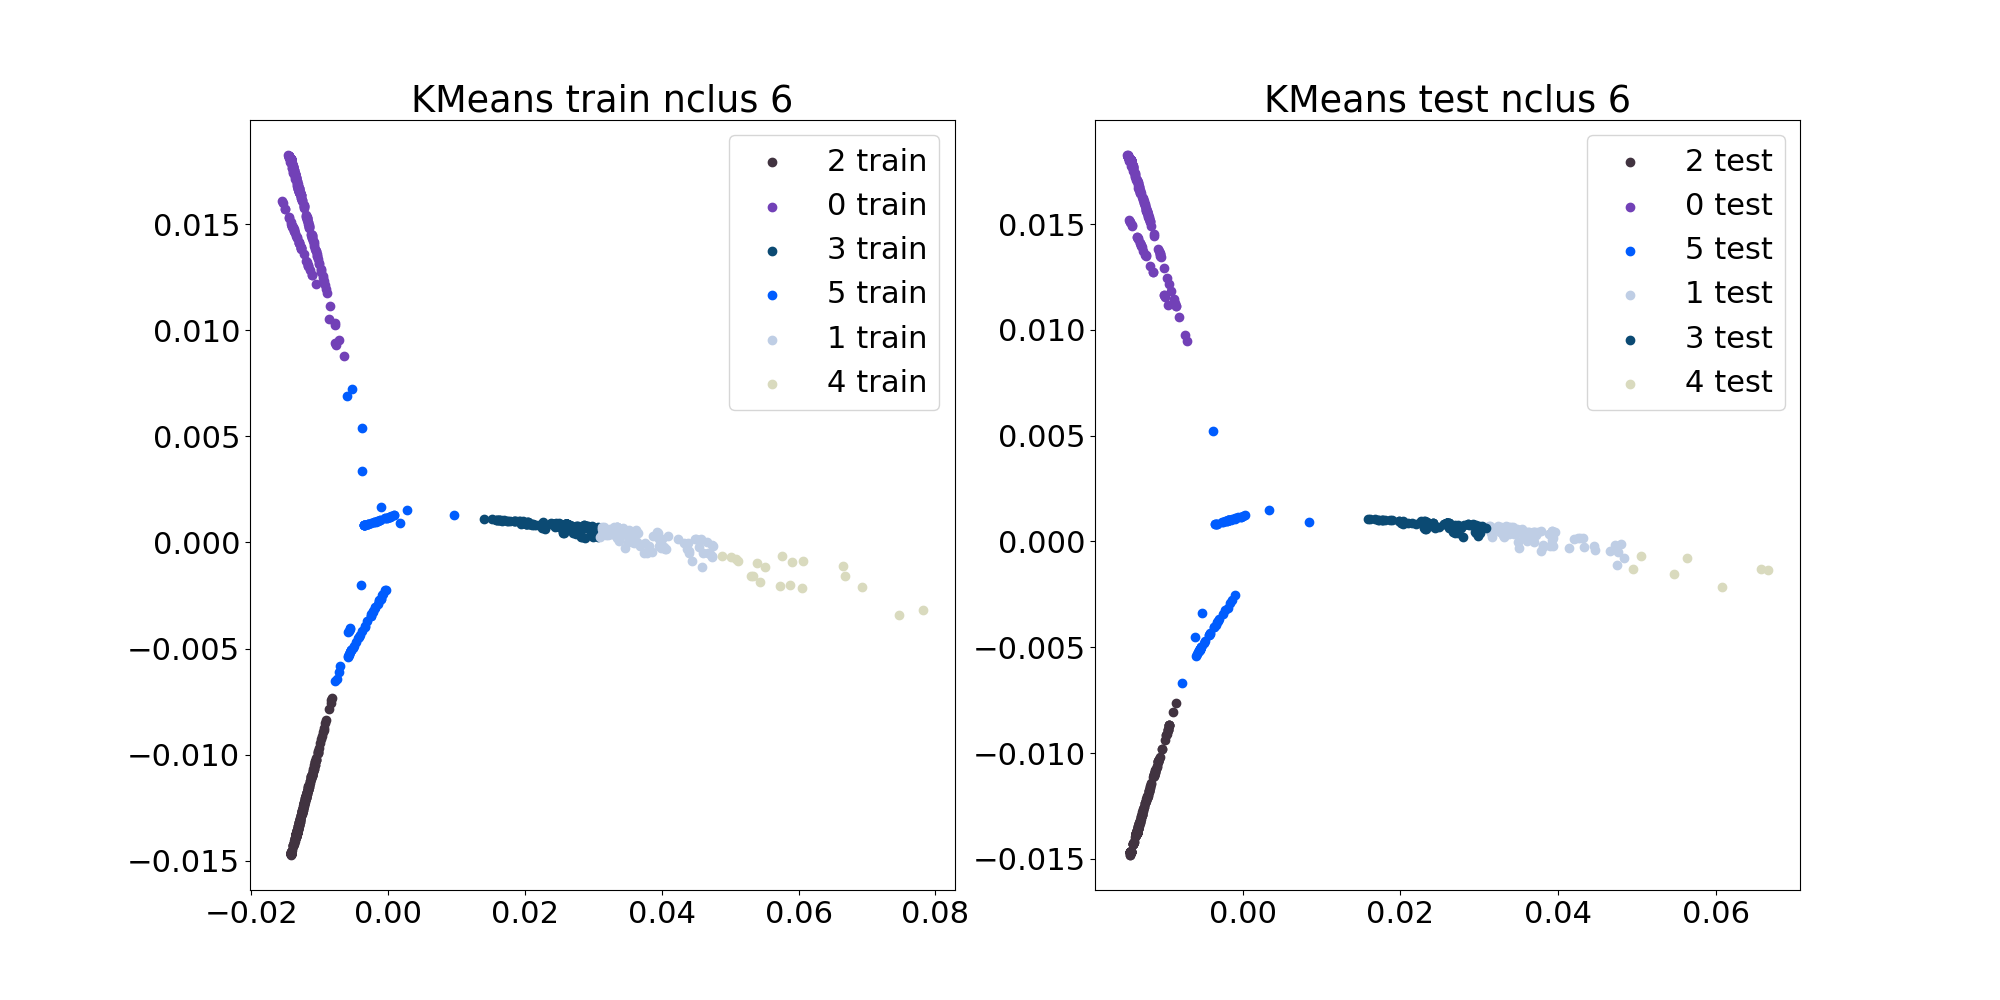 KMeans train nclus 6
2 train
0 train
3 train
5 train
1 train
4 train
0.015
0.010
0.005
0.000
−0.005
−0.010
−0.015
−0.02 0.00 0.02 0.04 0.06 0.08
KMeans test nclus 6
2 test
0 test
5 test
1 test
3 test
4 test
0.015
0.010
0.005
0.000
−0.005
−0.010
−0.015
0.00 0.02 0.04 0.06